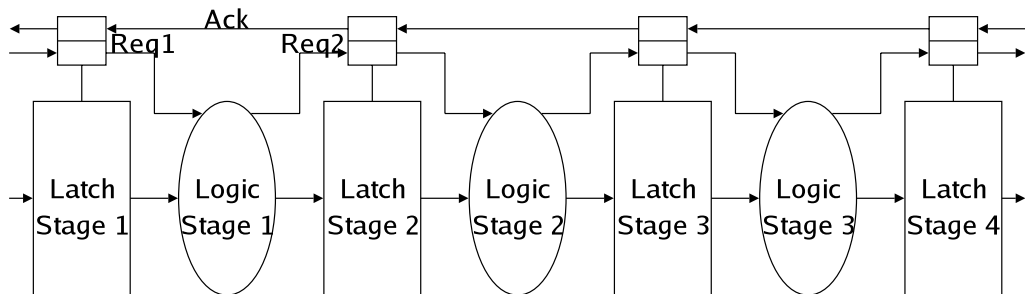 Ack
Req1
Req2
Latch
Stage 1
Logic
Stage 1
Latch
Stage 2
Logic
Stage 2
Latch
Stage 3
Logic
Stage 3
Latch
Stage 4